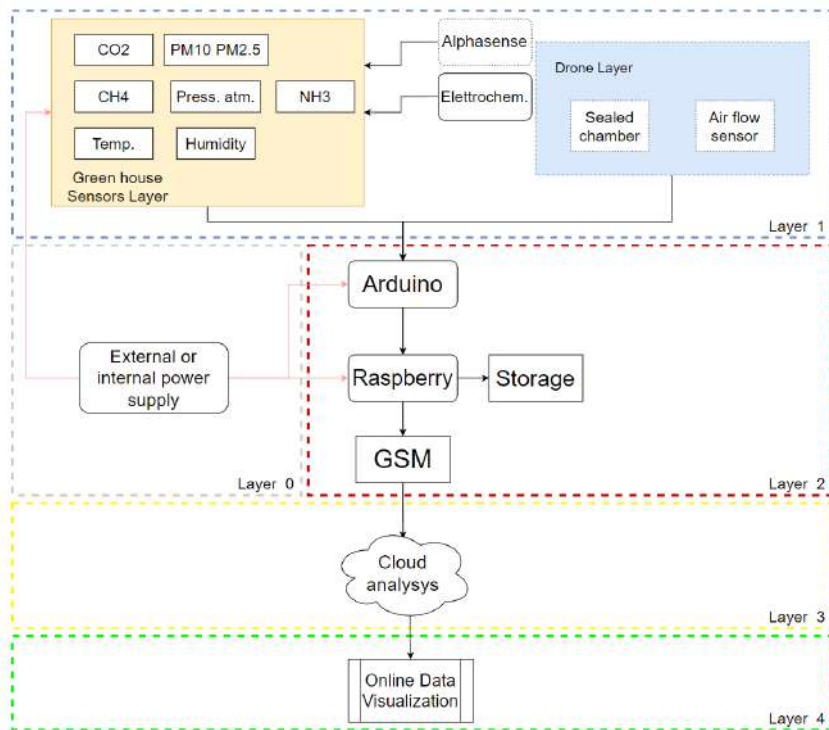 CO2
PM10 PM2.5
Alphasense
Drone Layer
CH4
Press. atm.
NH3
Elettrochem.
Sealed
chamber
Air flow
sensor
Temp.
Humidity
Green house
Sensors Layer
Layer 1
Arduino
External or
internal power
supply
Raspberry
Storage
GSM
Layer 0
Layer 2
Cloud
analysys
Layer 3
Online Data
Visualization
Layer 4